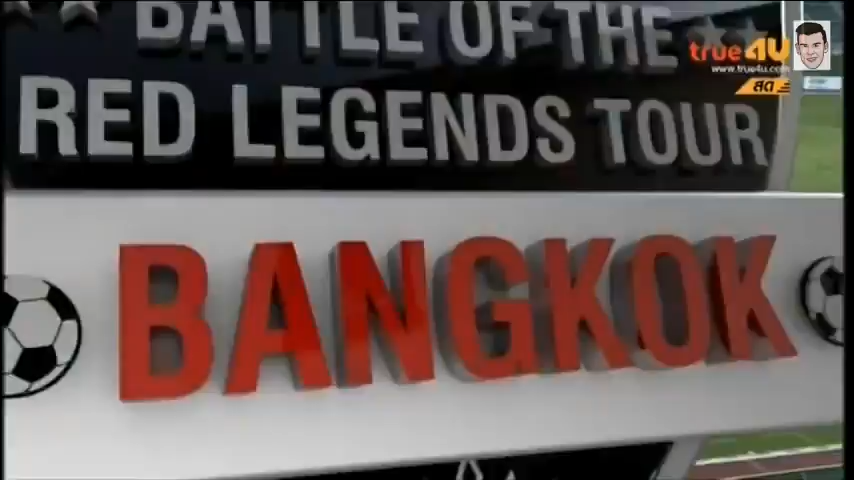 BATTLE OF THE
RED LEGENDS TOUR
true4U
www.true4u.com
สด
BANGKOK